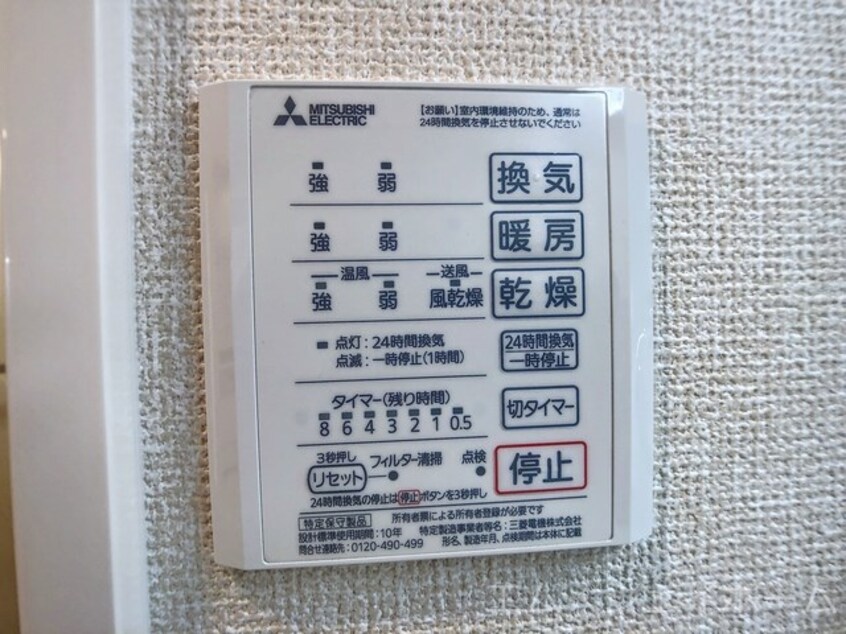 MITSUBISHI
ELECTRIC
【お願い】室内環境維持のため、通常は
24時間換気を停止させないでください
強 弱 換気
強 弱 暖房
温風 送風
強 弱 風乾燥 乾燥
点灯:24時間換気
点滅:一時停止(1時間)
24時間換気
一時停止
タイマー(残り時間)
8 6 4 3 2 1 0.5
切タイマー
3秒押し
リセット フィルター清掃 点検
停止
24時間換気の停止は停止ボタンを3秒押し
特定保守製品 所有者票による所有者登録が必要です
設計標準使用期間:10年 特定製造事業者等名:三菱電機株式会社
問合せ連絡先:0120-490-499 形名、製造年月、点検期間は本体に記載